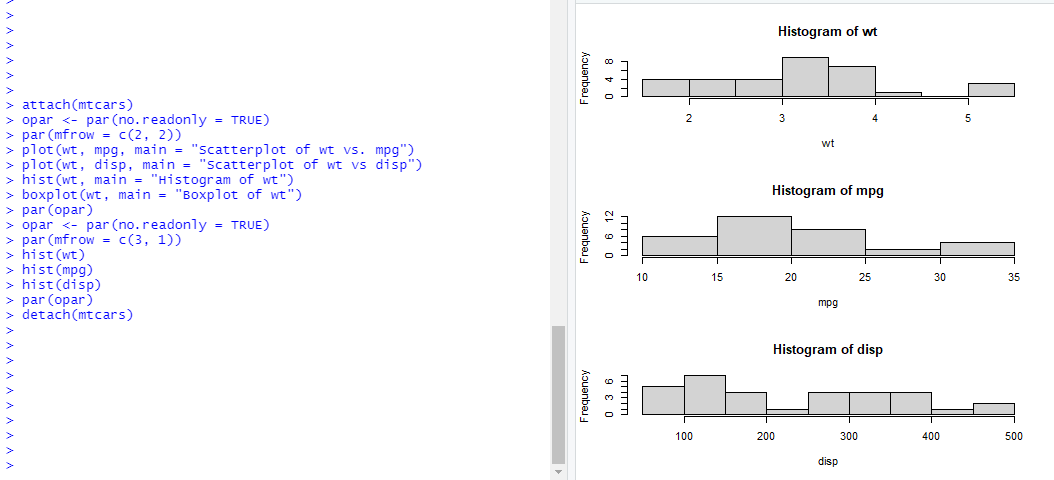 >
>
>
>
>
>
>
> attach(mtcars)
> opar <- par(no.readonly = TRUE)
> par(mfrow = c(2, 2))
> plot(wt, mpg, main = "Scatterplot of wt vs. mpg")
> plot(wt, disp, main = "Scatterplot of wt vs disp")
> hist(wt, main = "Histogram of wt")
> boxplot(wt, main = "Boxplot of wt")
> par(opar)
> opar <- par(no.readonly = TRUE)
> par(mfrow = c(3, 1))
> hist(wt)
> hist(mpg)
> hist(disp)
> par(opar)
> detach(mtcars)
>
>
>
>
>
>
>
>
>
>
Histogram of wt
Frequency
0 4 8
2 3 4 5
wt
Histogram of mpg
Frequency
0 6 12
10 15 20 25 30 35
mpg
Histogram of disp
Frequency
0 3 6
100 200 300 400 500
disp